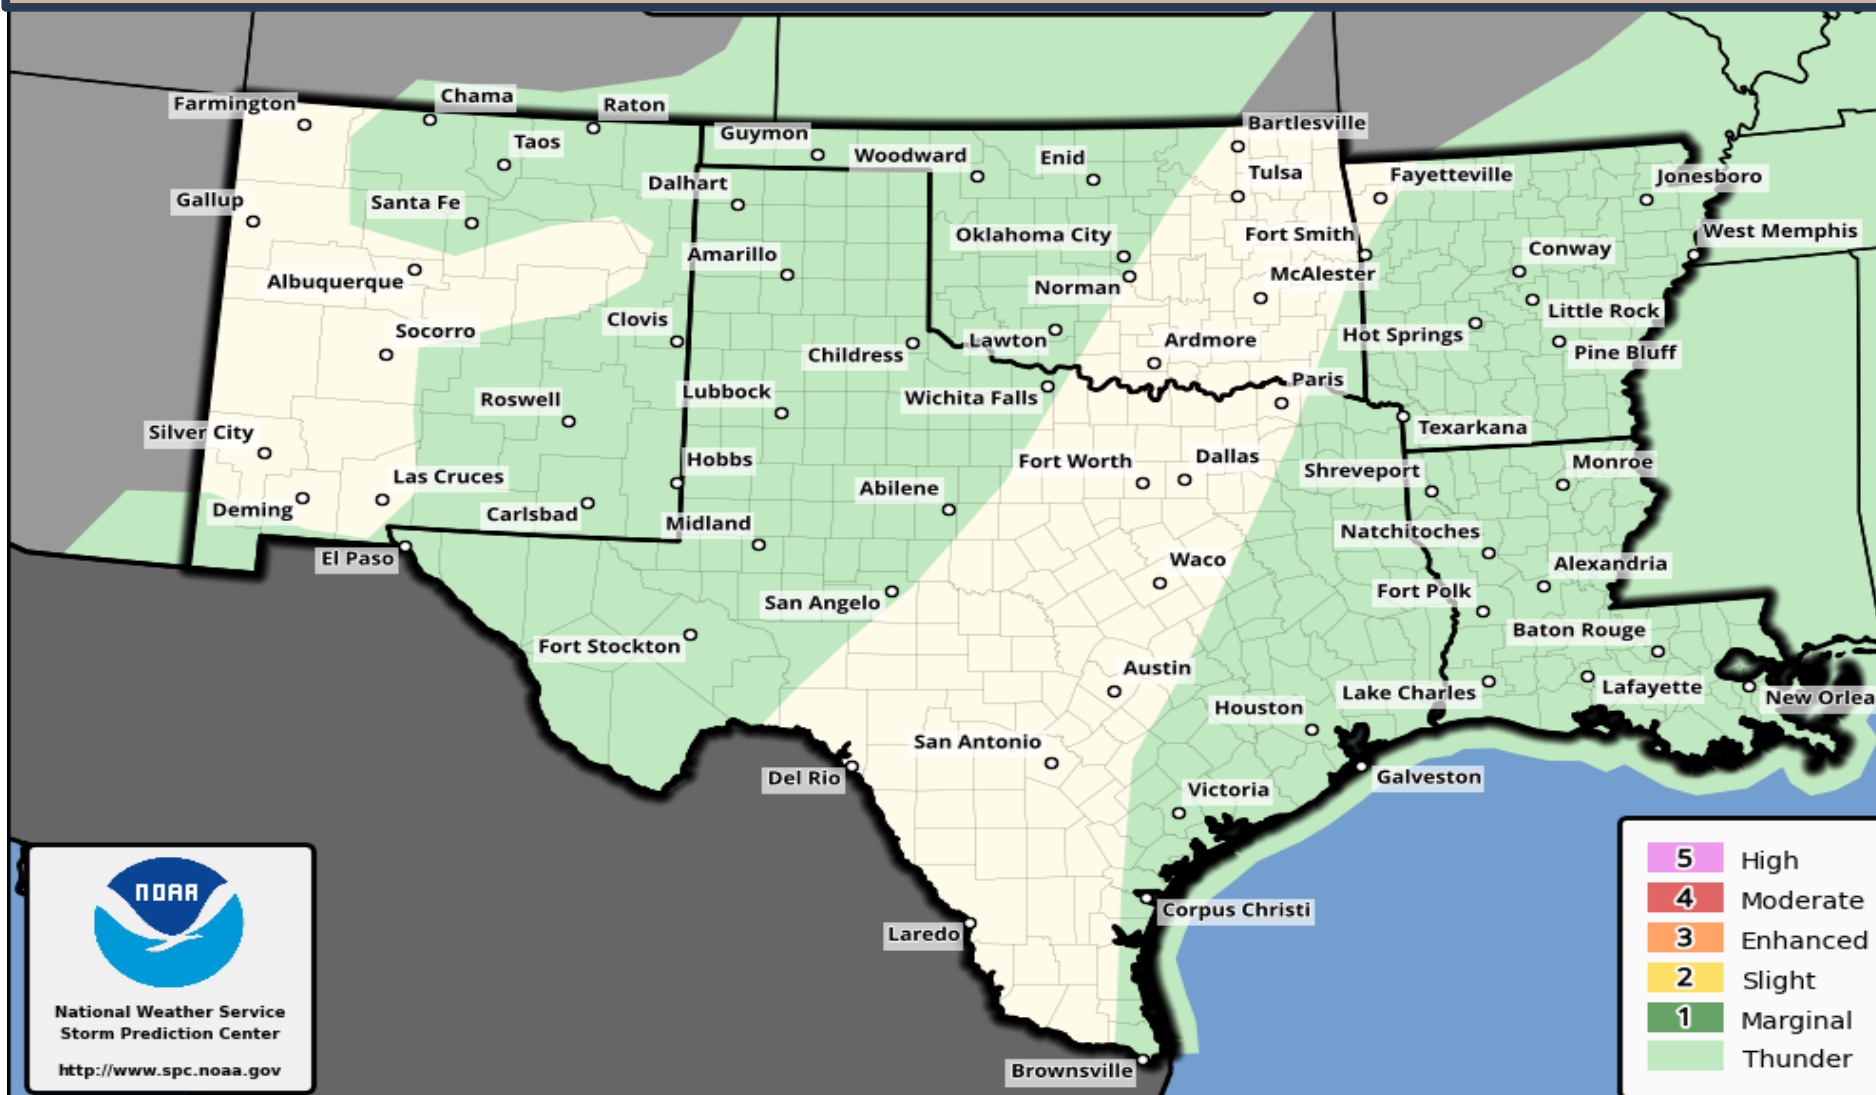 Farmington
Chama
Raton
Bartlesville
Guymon
Taos
Woodward
Enid
Tulsa
Fayetteville
Jonesboro
Dalhart
Gallup
Santa Fe
Oklahoma City
Fort Smith
West Memphis
Conway
Amarillo
McAlester
Albuquerque
Norman
Little Rock
Clovis
Socorro
Lawton
Ardmore
Hot Springs
Pine Bluff
Childress
Paris
Lubbock
Roswell
Wichita Falls
Texarkana
Silver City
Hobbs
Fort Worth
Dallas
Shreveport
Monroe
Las Cruces
Abilene
Deming
Carlsbad
Midland
Natchitoches
El Paso
Waco
Alexandria
San Angelo
Fort Polk
Fort Stockton
Baton Rouge
Austin
Lake Charles
Lafayette
New Orlea
Houston
San Antonio
Del Rio
Galveston
Victoria
Corpus Christi
Laredo
Brownsville
NOAA
National Weather Service
Storm Prediction Center
http://www.spc.noaa.gov
5 High
4 Moderate
3 Enhanced
2 Slight
1 Marginal
Thunder